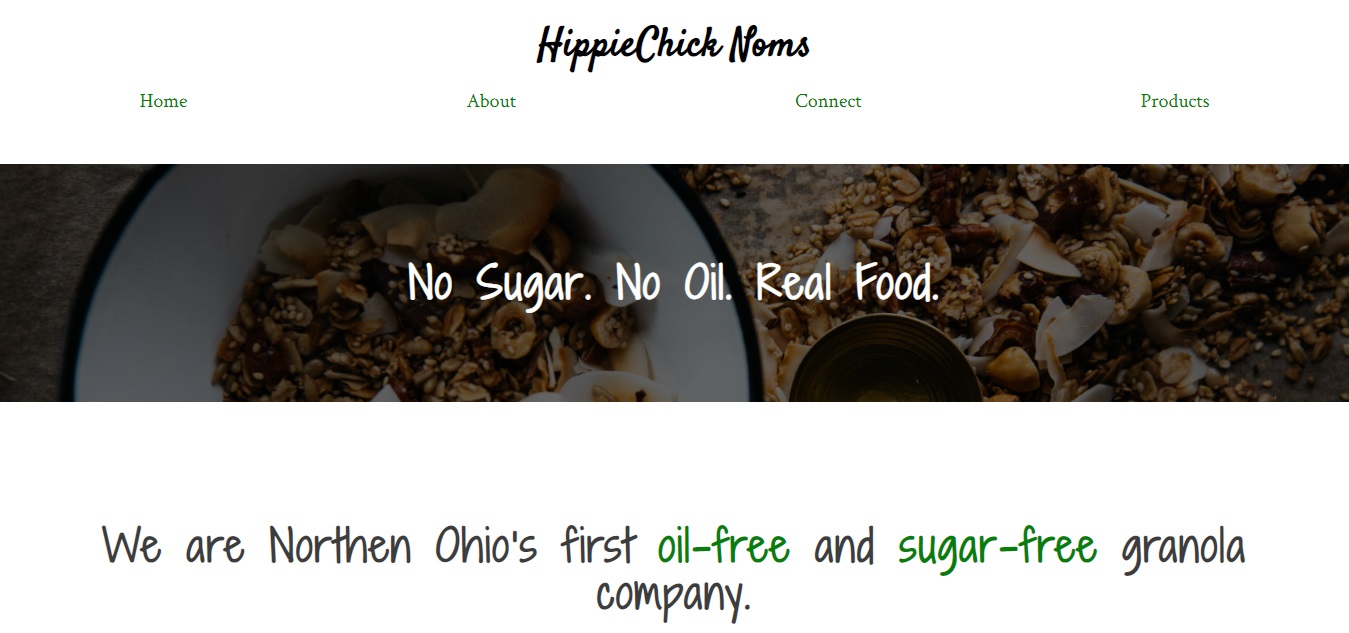 HippieChick Noms
Home About Connect Products
No Sugar. No Oil. Real Food.
We are Northen Ohio's first oil-free and sugar-free granola
company.